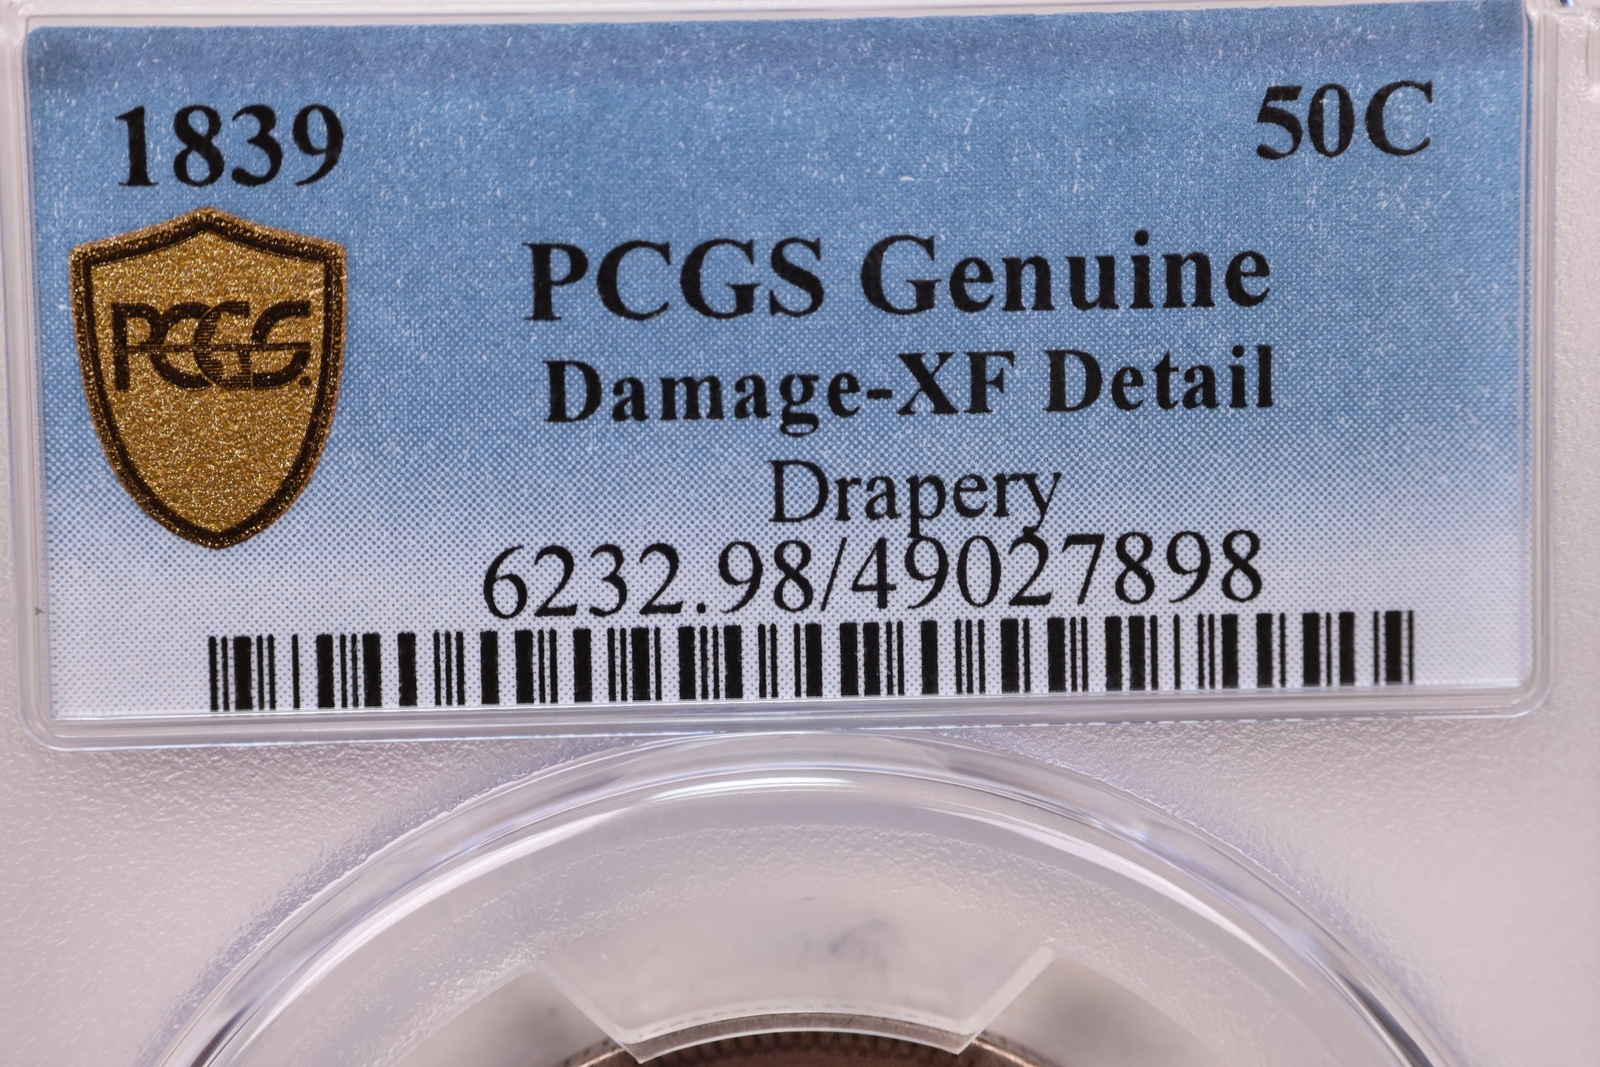 1839 50C
PCGS.
PCGS Genuine
Damage-XF Detail
Drapery
6232.98/49027898